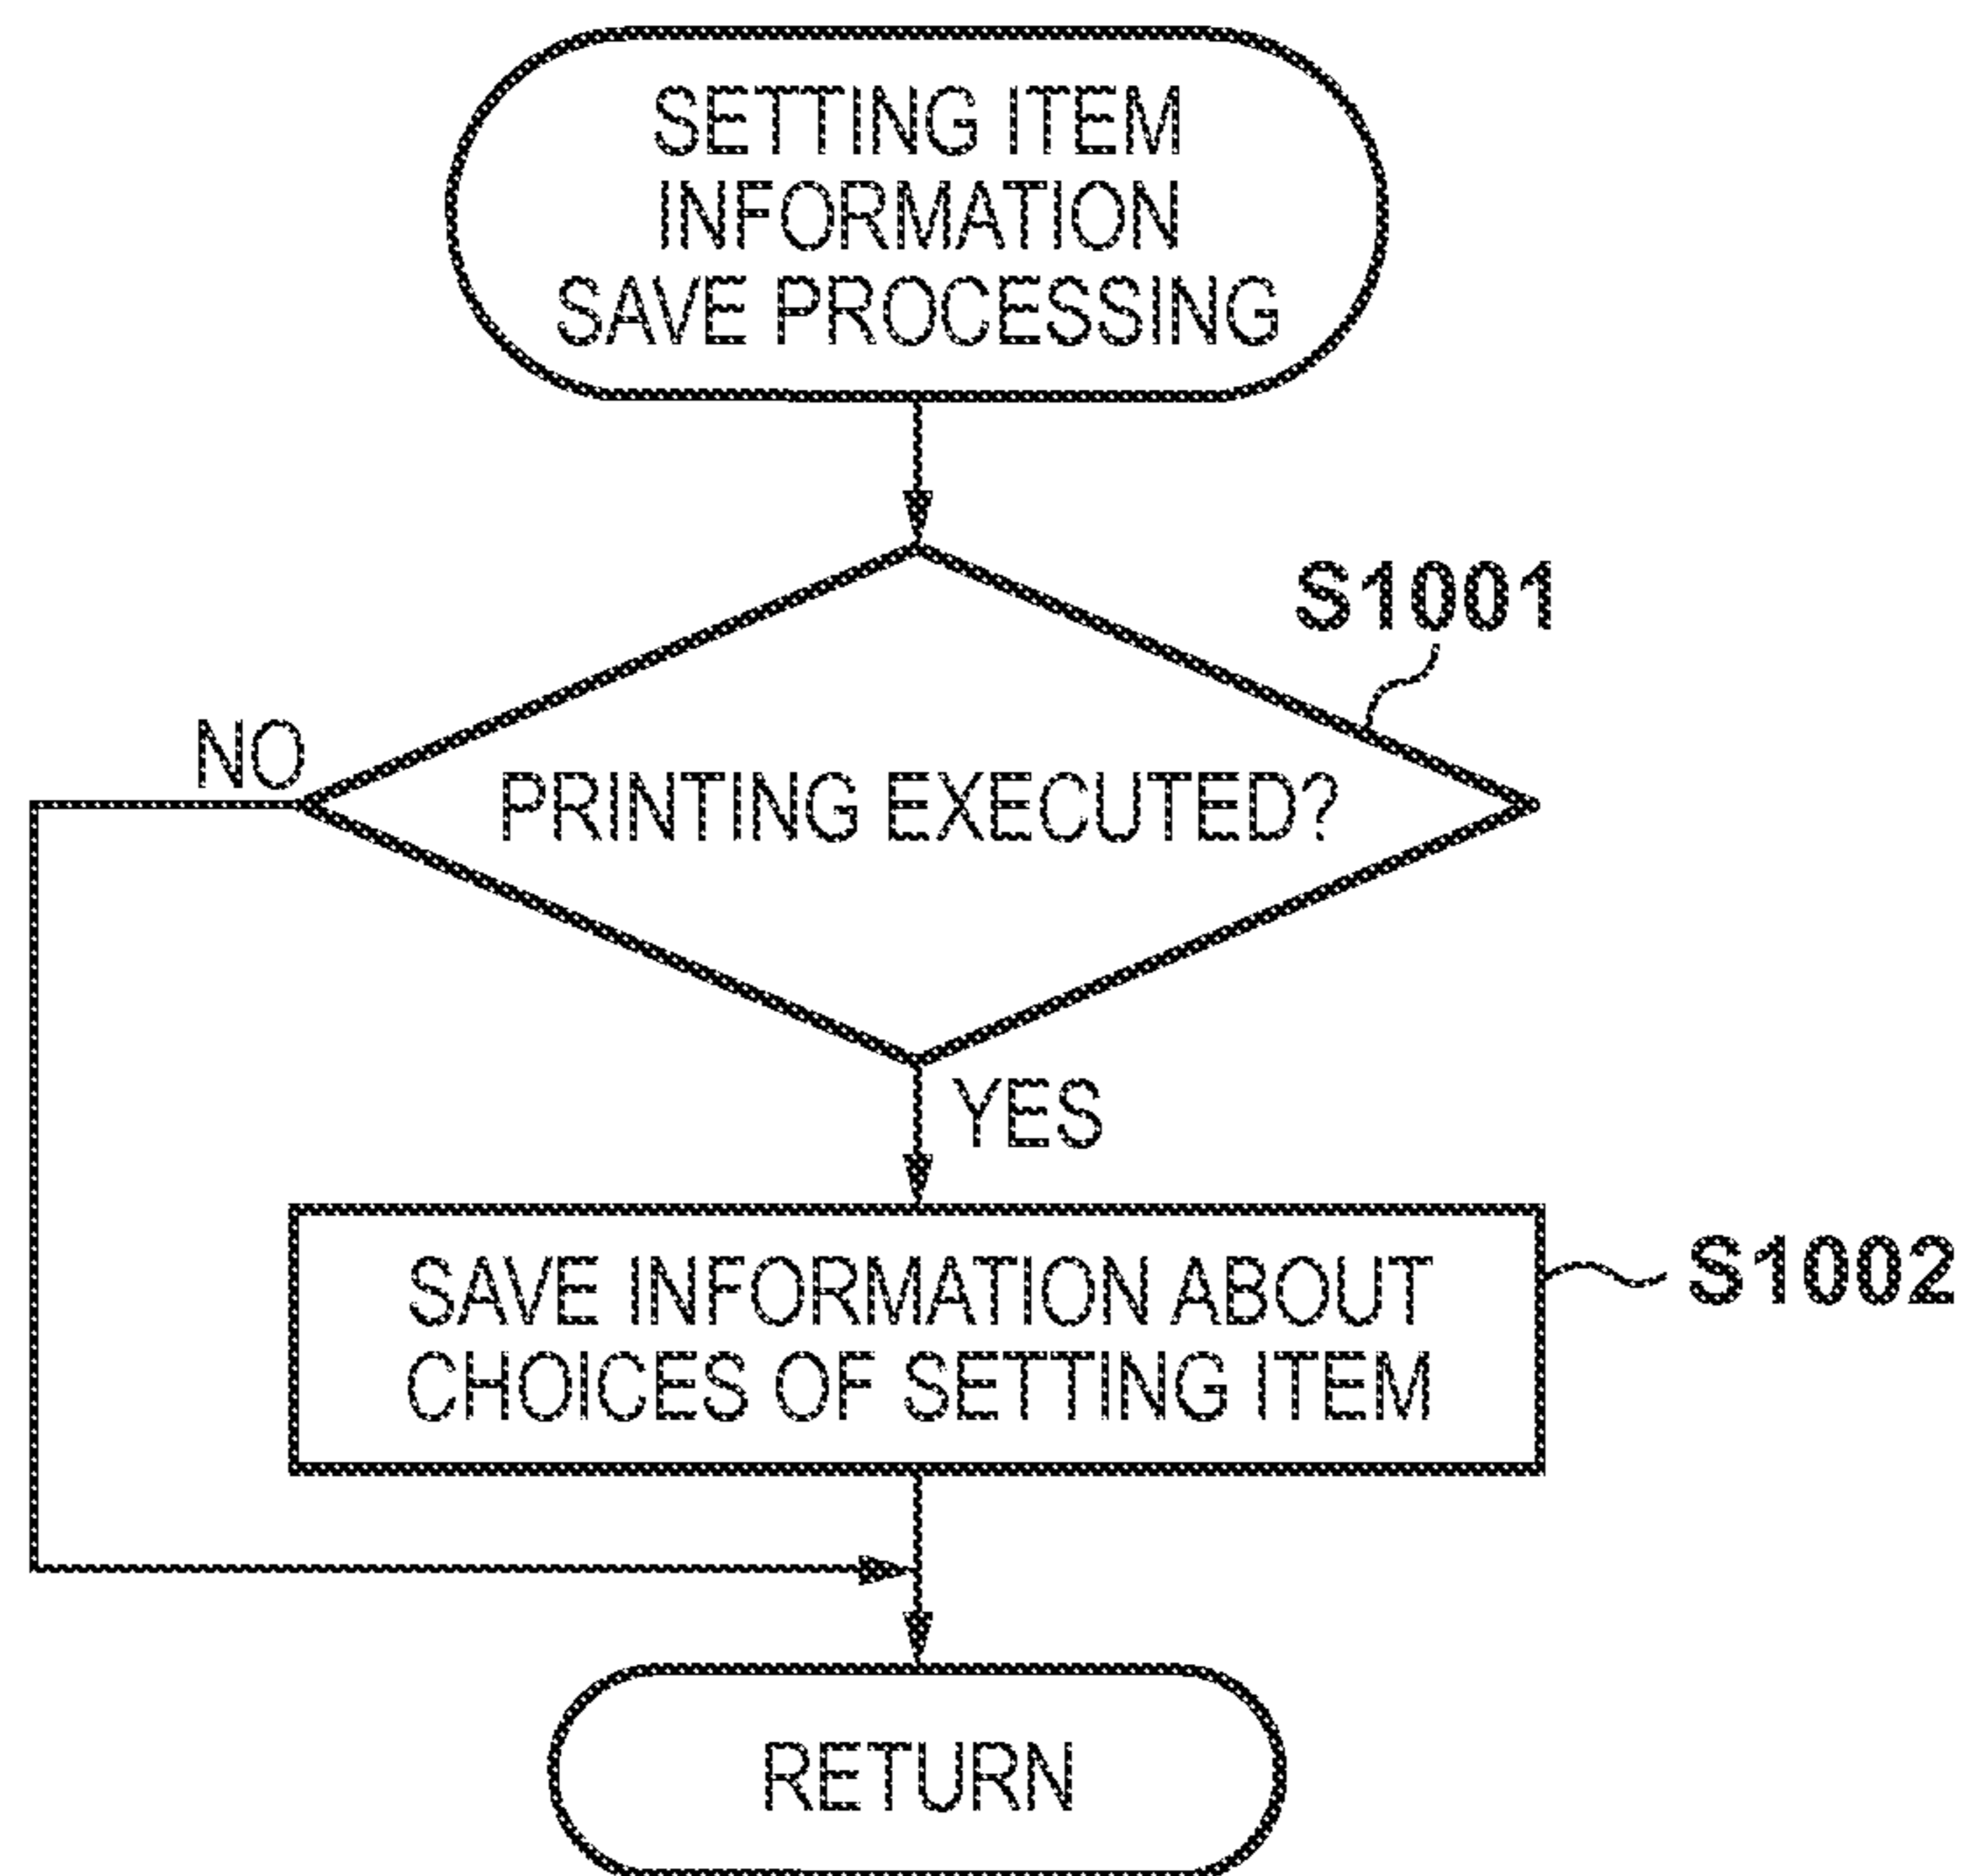 SETTING ITEM
INFORMATION
SAVE PROCESSING
S1001
NO
PRINTING EXECUTED?
YES
SAVE INFORMATION ABOUT
CHOICES OF SETTING ITEM
S1002
RETURN